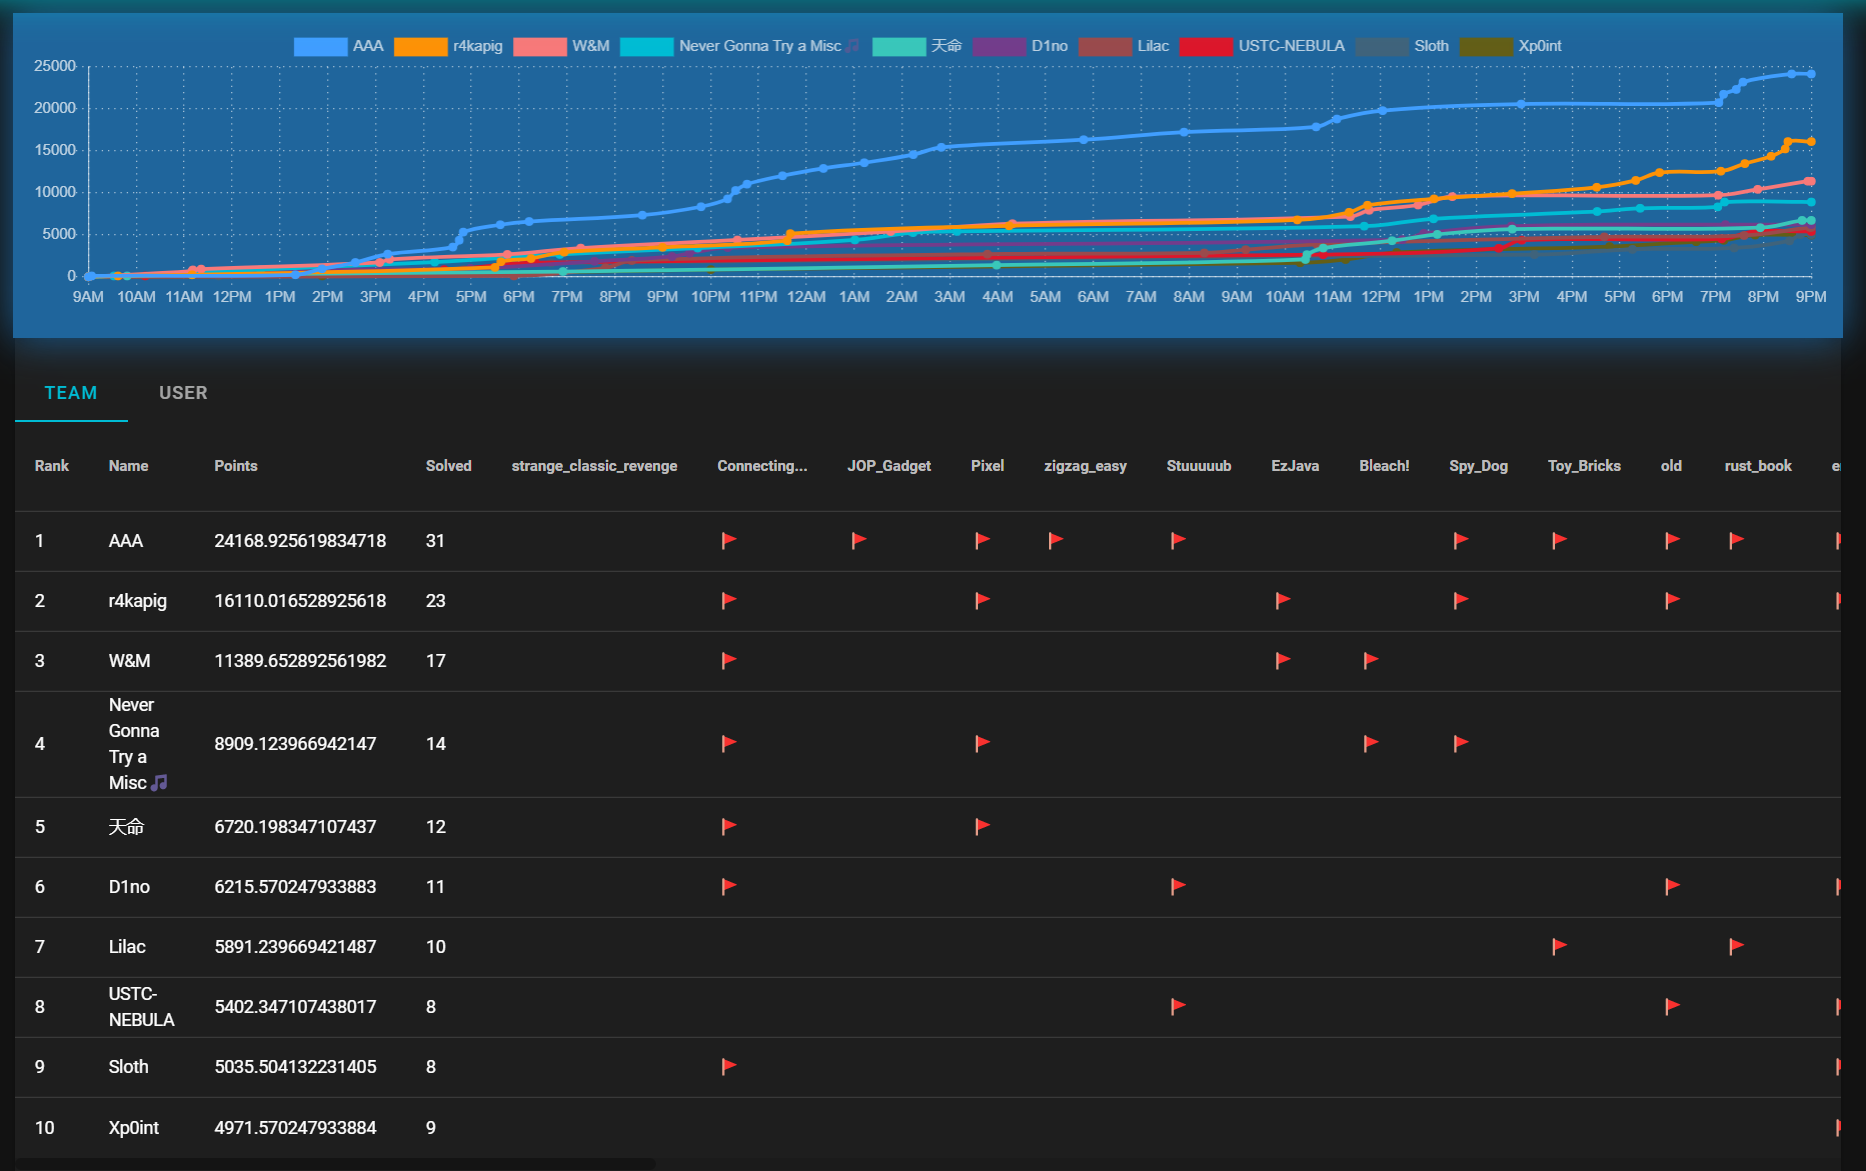 AAA r4kapig W&M Never Gonna Try a Misc🎵 天命 D1no Lilac USTC-NEBULA Sloth Xp0int
25000
20000
15000
10000
5000
0
9AM 10AM 11AM 12PM 1PM 2PM 3PM 4PM 5PM 6PM 7PM 8PM 9PM 10PM 11PM 12AM 1AM 2AM 3AM 4AM 5AM 6AM 7AM 8AM 9AM 10AM 11AM 12PM 1PM 2PM 3PM 4PM 5PM 6PM 7PM 8PM 9PM
TEAM USER
Rank Name Points Solved strange_classic_revenge Connecting... JOP_Gadget Pixel zigzag_easy Stuuuuub EzJava Bleach! Spy_Dog Toy_Bricks old rust_book
1 AAA 24168.925619834718 31
2 r4kapig 16110.016528925618 23
3 W&M 11389.652892561982 17
4 Never Gonna Try a Misc🎵 8909.123966942147 14
5 天命 6720.198347107437 12
6 D1no 6215.570247933883 11
7 Lilac 5891.239669421487 10
8 USTC-NEBULA 5402.347107438017 8
9 Sloth 5035.504132231405 8
10 Xp0int 4971.570247933884 9